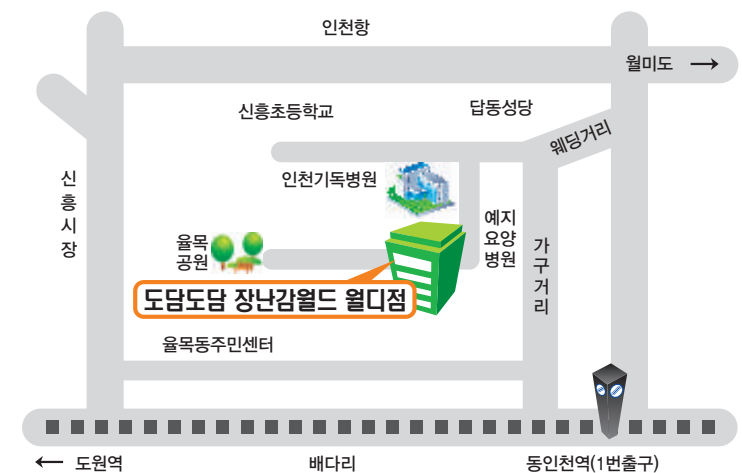 인천항
월미도 →
신흥초등학교
답동성당
웨딩거리
인천기독병원
신흥시장
예지
요양
병원
율목
공원
가구거리
도담도담 장난감월드 월디점
율목동주민센터
← 도원역
배다리
동인천역(1번출구)